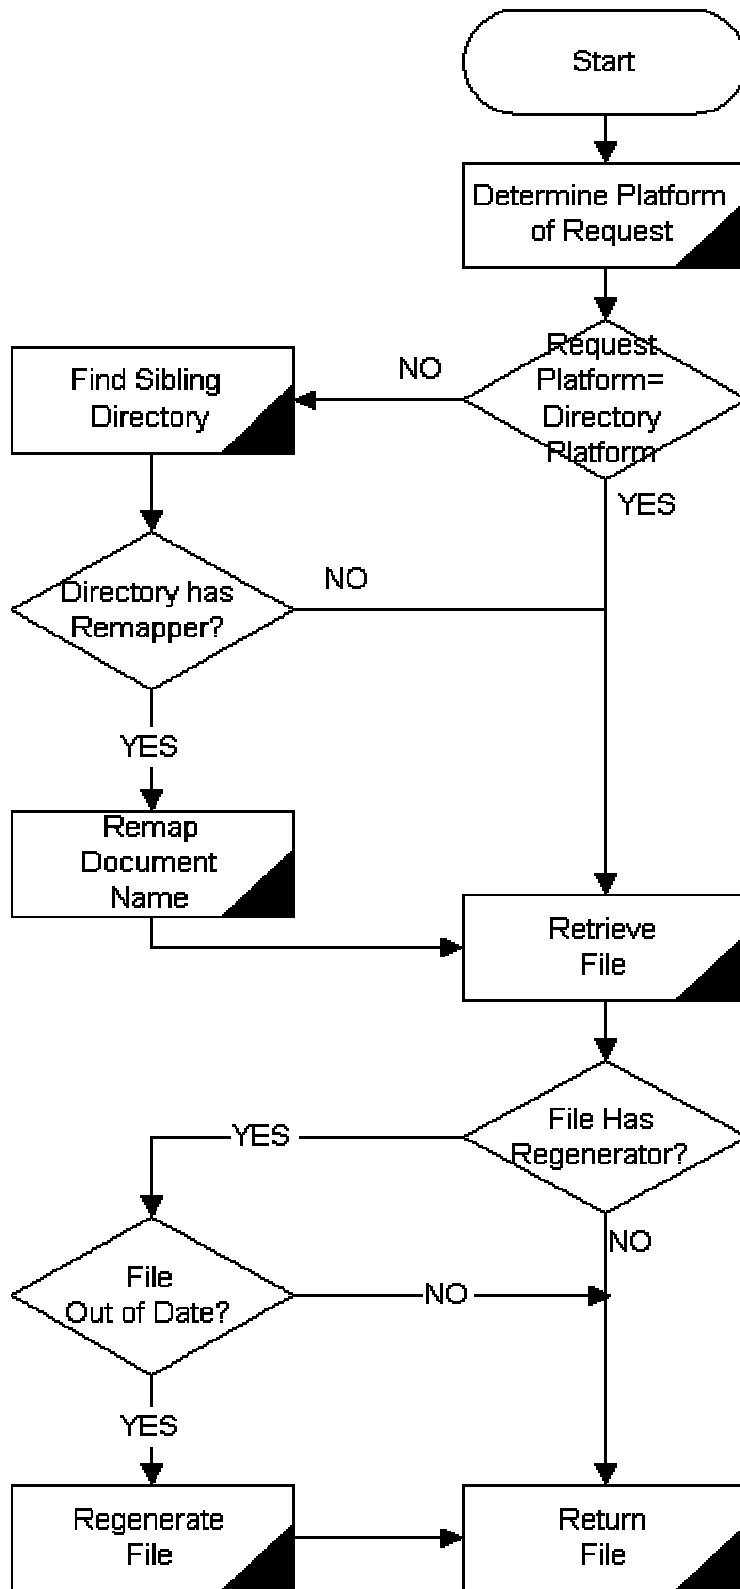 Start
Determine Platform
of Request
Request
Platform=
Directory
Platform
NO
YES
Find Sibling
Directory
Directory has
Remapper?
NO
YES
Remap
Document
Name
Retrieve
File
File Has
Regenerator?
YES
NO
File
Out of Date?
NO
YES
Regenerate
File
Return
File